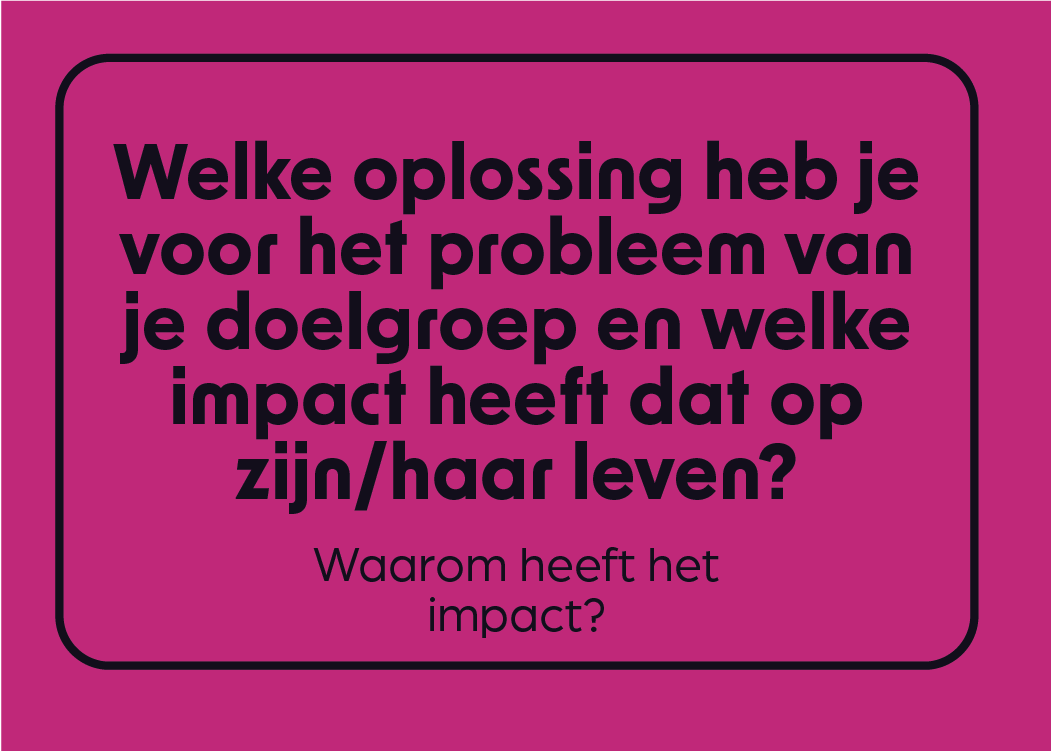 Welke oplossing heb je
voor het probleem van
je doelgroep en welke
impact heeft dat op
zijn/haar leven?
Waarom heeft het
impact?